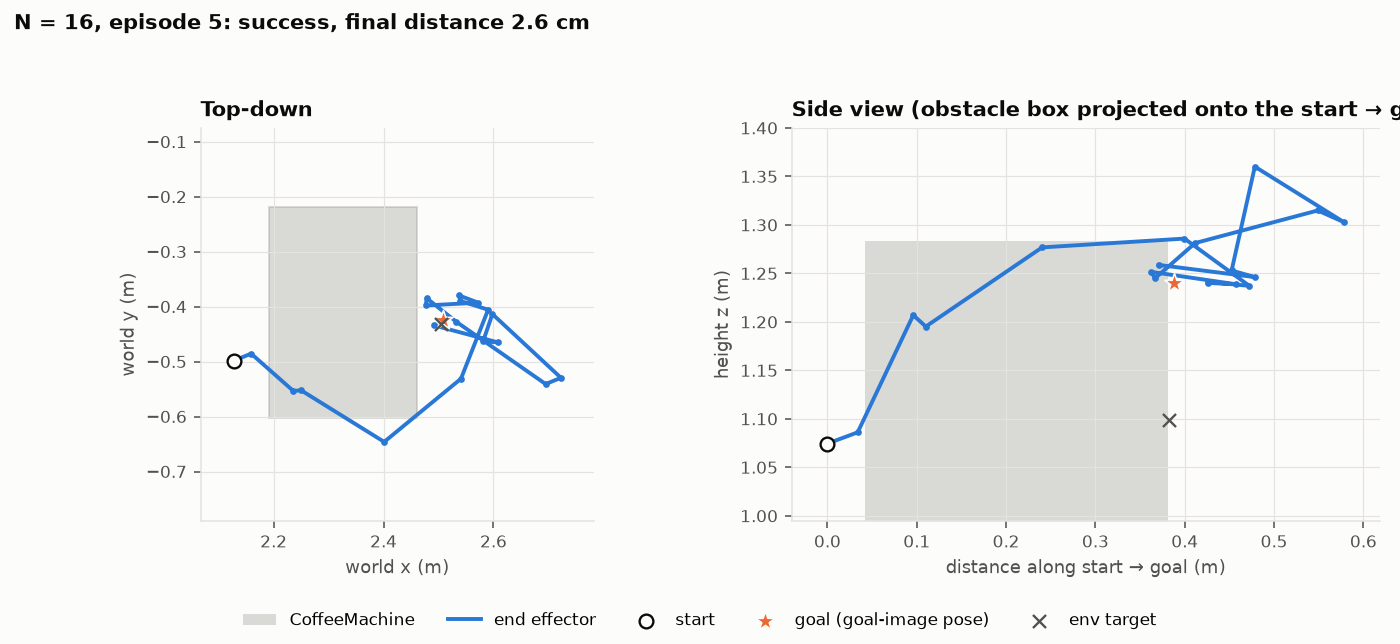 N = 16, episode 5: success, final distance 2.6 cm
Top-down
−0.1
−0.2
−0.3
−0.4
−0.5
−0.6
−0.7
world y (m)
2.2 2.4 2.6
world x (m)
Side view (obstacle box projected onto the start → g
1.40
1.35
1.30
1.25
1.20
1.15
1.10
1.05
1.00
height z (m)
0.0 0.1 0.2 0.3 0.4 0.5 0.6
distance along start → goal (m)
CoffeeMachine end effector start goal (goal-image pose) env target